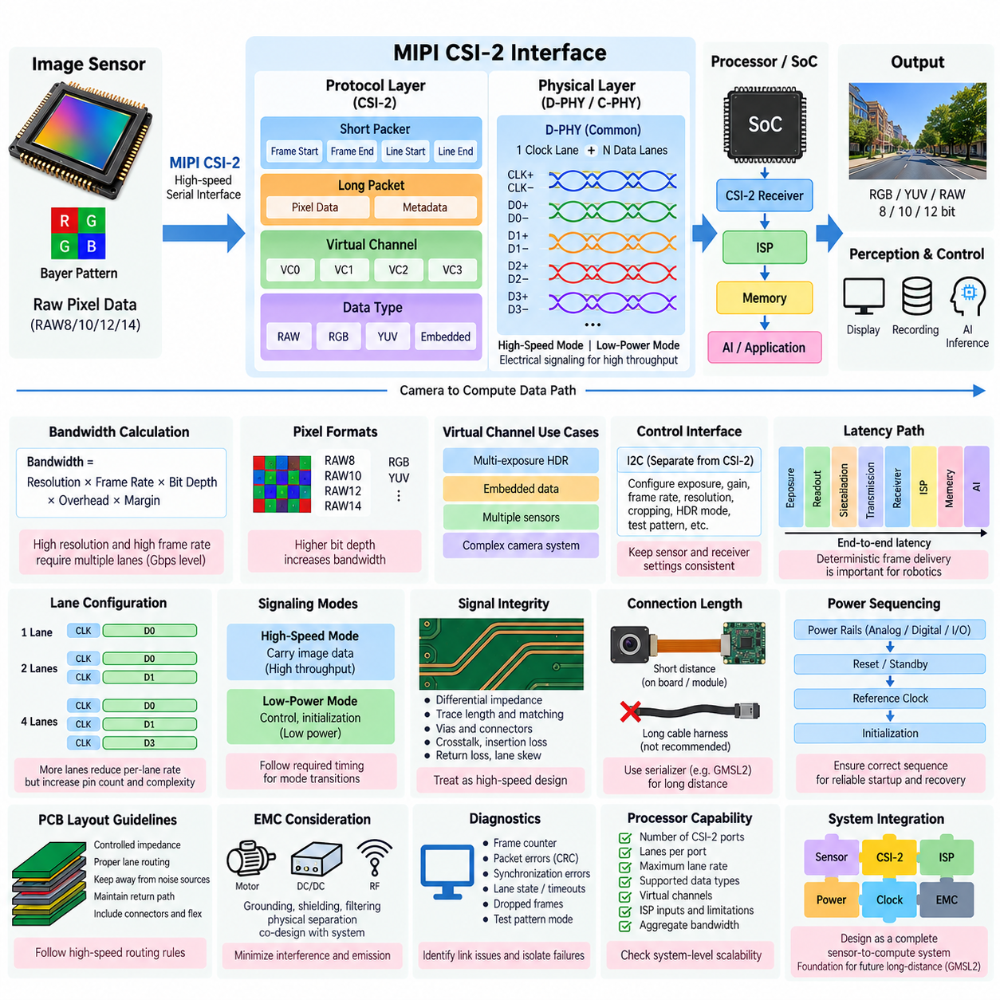 Image Sensor
R G
G B
Bayer Pattern
Raw Pixel Data
(RAW8/10/12/14)
MIPI CSI-2
High-speed
Serial Interface
MIPI CSI-2 Interface
Protocol Layer
(CSI-2)
Short Packer
Frame Start
Frame End
Line Start
Line End
Long Packet
Pixel Data
Metadata
Virtual Channel
VC0
VC1
VC2
VC3
Data Type
RAW
RGB
YUV
Embedded
Physical Layer
(D-PHY / C-PHY)
D-PHY (Common)
1 Clock Lane + N Data Lanes
CLK+
CLK−
D0+
D0−
D1+
D1−
D2+
D2−
D3+
D3−
...
High-Speed Mode | Low-Power Mode
Electrical signaling for high throughput
Processor / SoC
SoC
CSI-2 Receiver
ISP
Memory
AI / Application
Output
RGB / YUV / RAW
8 / 10 / 12 bit
Perception & Control
Display
Recording
AI
Inference
Camera to Compute Data Path
Bandwidth Calculation
Bandwidth =
Resolution × Frame Rate × Bit Depth
× Overhead × Margin
High resolution and high frame rate
require multiple lanes (Gbps level)
Pixel Formats
RAW8
RAW10
RAW12
RAW14
RGB
YUV
⋮
Higher bit depth
increases bandwidth
Virtual Channel Use Cases
Multi-exposure HDR
Embedded data
Multiple sensors
Complex camera system
Control Interface
I2C (Separate from CSI-2)
Configure exposure, gain,
frame rate, resolution,
cropping, HDR mode,
test pattern, etc.
Keep sensor and receiver
settings consistent
Latency Path
Readout
Transmission
ISP
AI
End-to-end latency
Deterministic frame delivery
is important for robotics
Lane Configuration
1 Lane
CLK
D0
2 Lanes
CLK
D0
CLK
D1
4 Lanes
CLK
D0
CLK
D1
CLK
D3
More lanes reduce per-lane rate
but increase pin count and complexity
Signaling Modes
High-Speed Mode
Carry image data
(High throughput)
Low-Power Mode
Control, initialization
(Low power)
Follow required timing
for mode transitions
Signal Integrity
• Differential impedance
• Trace length and matching
• Vias and connectors
• Crosstalk, insertion loss
• Return loss, lane skew
Treat as high-speed design
Connection Length
Short distance
(on board / module)
Long cable harness
(not recommended)
Use serializer (e.g. GMSL2)
for long distance
Power Sequencing
Power Rails (Analog / Digital / I/O)
Reset / Standby
Reference Clock
Initialization
Ensure correct sequence
for reliable startup and recovery
PCB Layout Guidelines
Controlled impedance
Proper lane routing
Keep away from noise sources
Maintain return path
Include connectors and flex
Follow high-speed routing rules
EMC Consideration
Motor
DC/DC
RF
Grounding, shielding, filtering
physical separation
co-design with system
Minimize interference and emission
Diagnostics
• Frame counter
• Packet errors (CRC)
• Synchronization errors
• Lane state / timeouts
• Dropped frames
• Test pattern mode
Identify link issues and isolate failures
Processor Capability
Number of CSI-2 ports
Lanes per port
Maximum lane rate
Supported data types
Virtual channels
ISP inputs and limitations
Aggregate bandwidth
Check system-level scalability
System Integration
Sensor
CSI-2
ISP
Power
Clock
EMC
Design as a complete
sensor-to-compute system
Foundation for future long-distance (GMSL2)